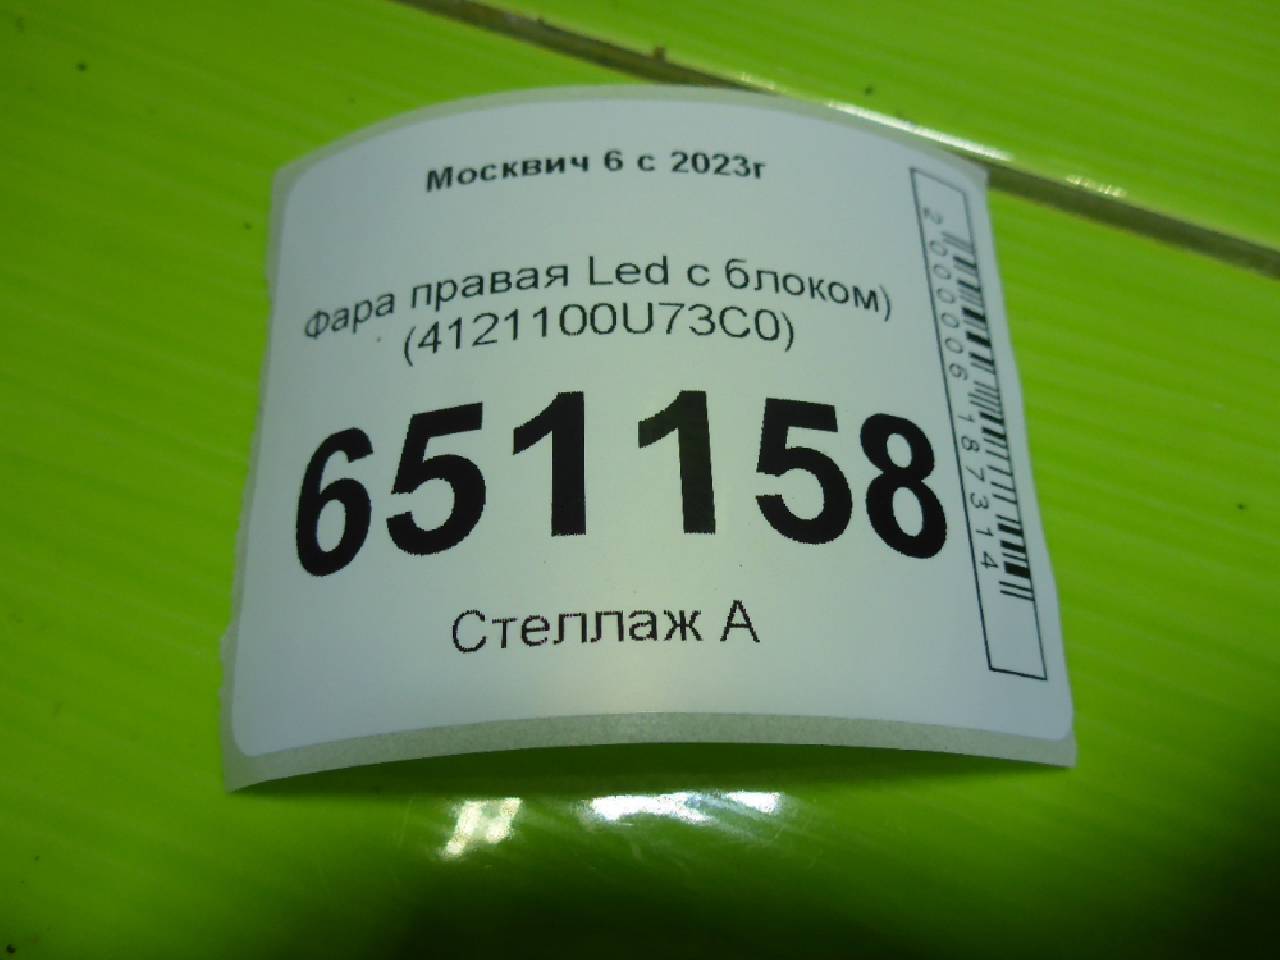 Москвич 6 с 2023г
Фара правая Led с блоком)
(4121100U73C0)
651158
Стеллаж А
2000006187314